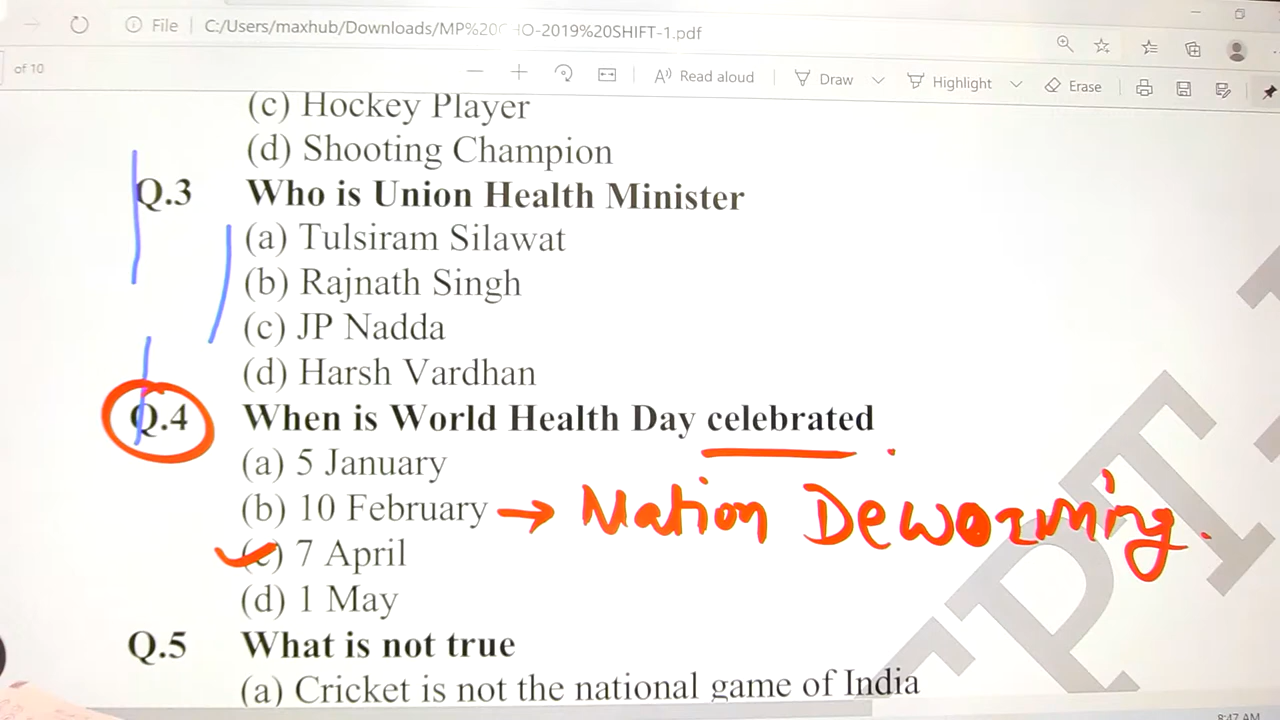 File C:/Users/maxhub/Downloads/MP%20 HO-2019%20SHIFT-1.pdf
of 10
Read aloud Draw Highlight Erase
(c) Hockey Player
(d) Shooting Champion
Q.3 Who is Union Health Minister
(a) Tulsiram Silawat
(b) Rajnath Singh
(c) JP Nadda
(d) Harsh Vardhan
Q.4 When is World Health Day celebrated
(a) 5 January
(b) 10 February → Nation Deworming.
(c) 7 April
(d) 1 May
Q.5 What is not true
(a) Cricket is not the national game of India
8:47 AM